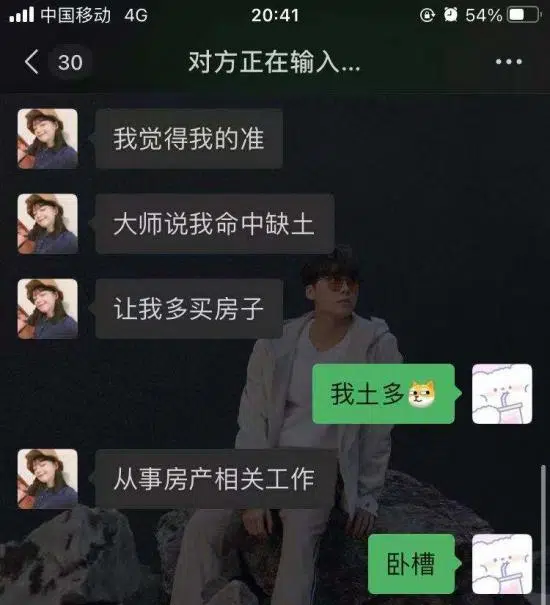 中国移动 4G 20:41 54%
30 对方正在输入...
我觉得我的准
大师说我命中缺土
让我多买房子
我土多
从事房产相关工作
卧槽